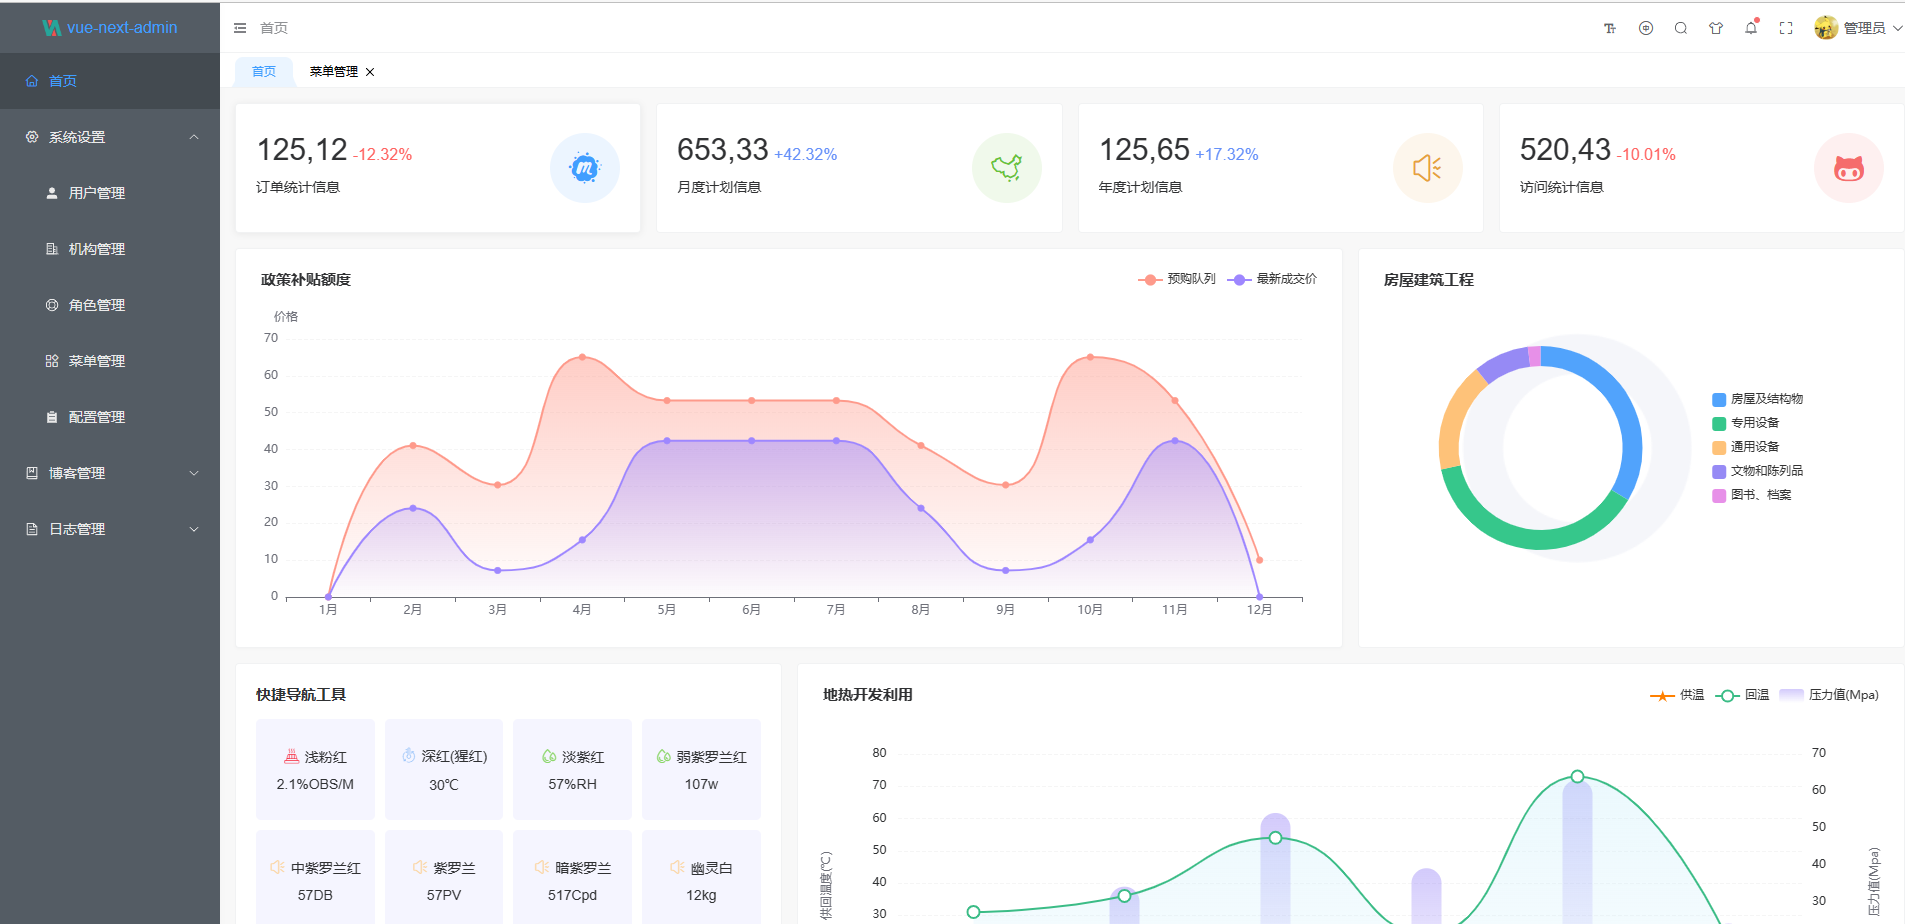 vue-next-admin
首页
系统设置
用户管理
机构管理
角色管理
菜单管理
配置管理
博客管理
日志管理
首页
管理员
首页 菜单管理
125,12 -12.32%
订单统计信息
653,33 +42.32%
月度计划信息
125,65 +17.32%
年度计划信息
520,43 -10.01%
访问统计信息
政策补贴额度
预购队列 最新成交价
价格
70
60
50
40
30
20
10
0
1月 2月 3月 4月 5月 6月 7月 8月 9月 10月 11月 12月
房屋建筑工程
房屋及结构物
专用设备
通用设备
文物和陈列品
图书、档案
快捷导航工具
浅粉红
2.1%OBS/M
深红(猩红)
30℃
淡紫红
57%RH
弱紫罗兰红
107w
中紫罗兰红
57DB
紫罗兰
57PV
暗紫罗兰
517Cpd
幽灵白
12kg
地热开发利用
供温 回温 压力值(Mpa)
供回温度(℃)
80
70
60
50
40
30
70
60
50
40
30
压力值(Mpa)